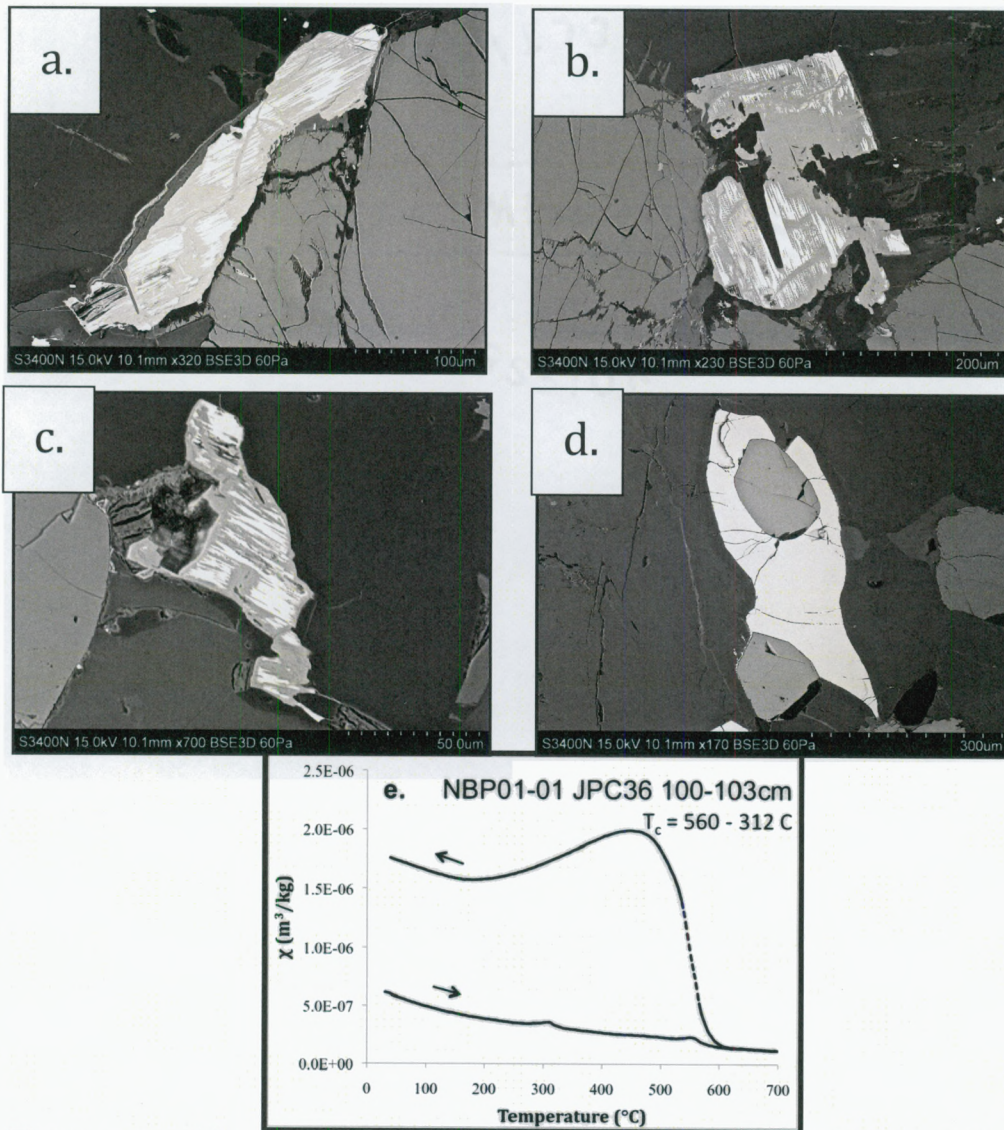 a.
S3400N 15.0kV 10.1mm x320 BSE3D 60Pa 100um
b.
S3400N 15.0kV 10.1mm x230 BSE3D 60Pa 200um
c.
S3400N 15.0kV 10.1mm x700 BSE3D 60Pa 50.0um
d.
S3400N 15.0kV 10.1mm x170 BSE3D 60Pa 300um
e. NBP01-01 JPC36 100-103cm
Tc = 560 - 312 C
χ (m³/kg)
2.5E-06
2.0E-06
1.5E-06
1.0E-06
5.0E-07
0.0E+00
0 100 200 300 400 500 600 700
Temperature (°C)